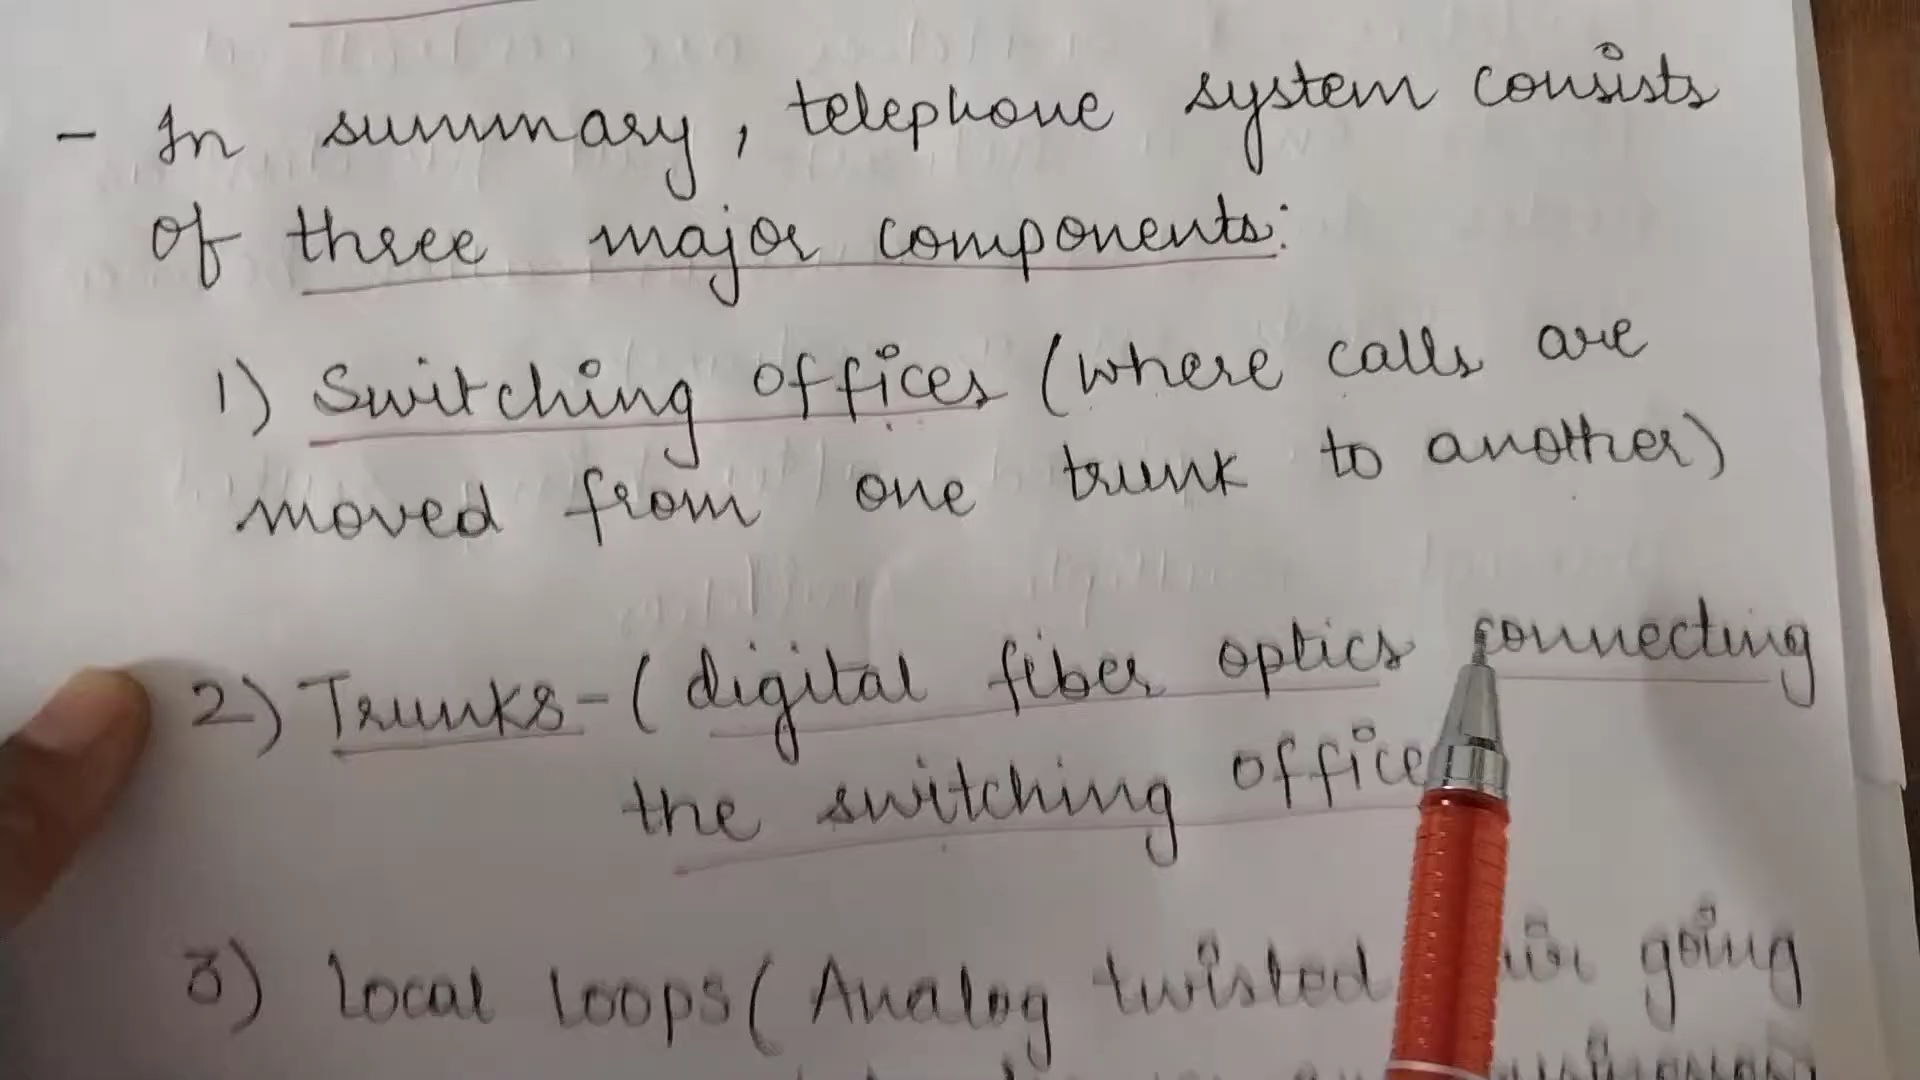 - In summary, telephone system consists
of three major components:
1) Switching offices (where calls are
moved from one trunk to another)
2) Trunks - ( digital fiber optics connecting
the switching office
3) Local loops ( Analog twisted going